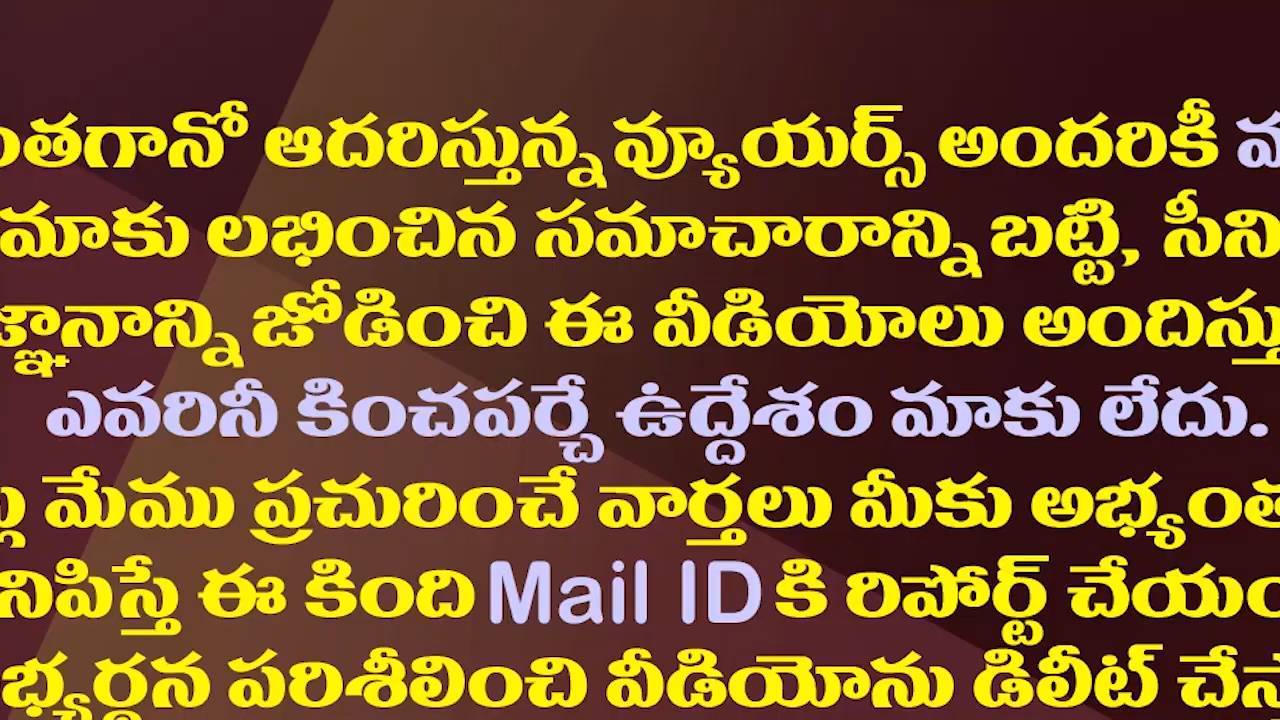 ంతగానో ఆదరిస్తున్న వ్యూయర్స్ అందరికీ
మాకు లభించిన సమాచారాన్ని బట్టి, సీని
జ్ఞానాన్ని జోడించి ఈ వీడియోలు అందిస్తు
ఎవరినీ కించపర్చే ఉద్దేశం మాకు లేదు.
మేము ప్రచురించే వార్తలు మీకు అభ్యంత
నిపిస్తే ఈ కింది Mail ID కి రిపోర్ట్ చేయం
భ్యర్థన పరిశీలించి వీడియోను డిలీట్ చేస